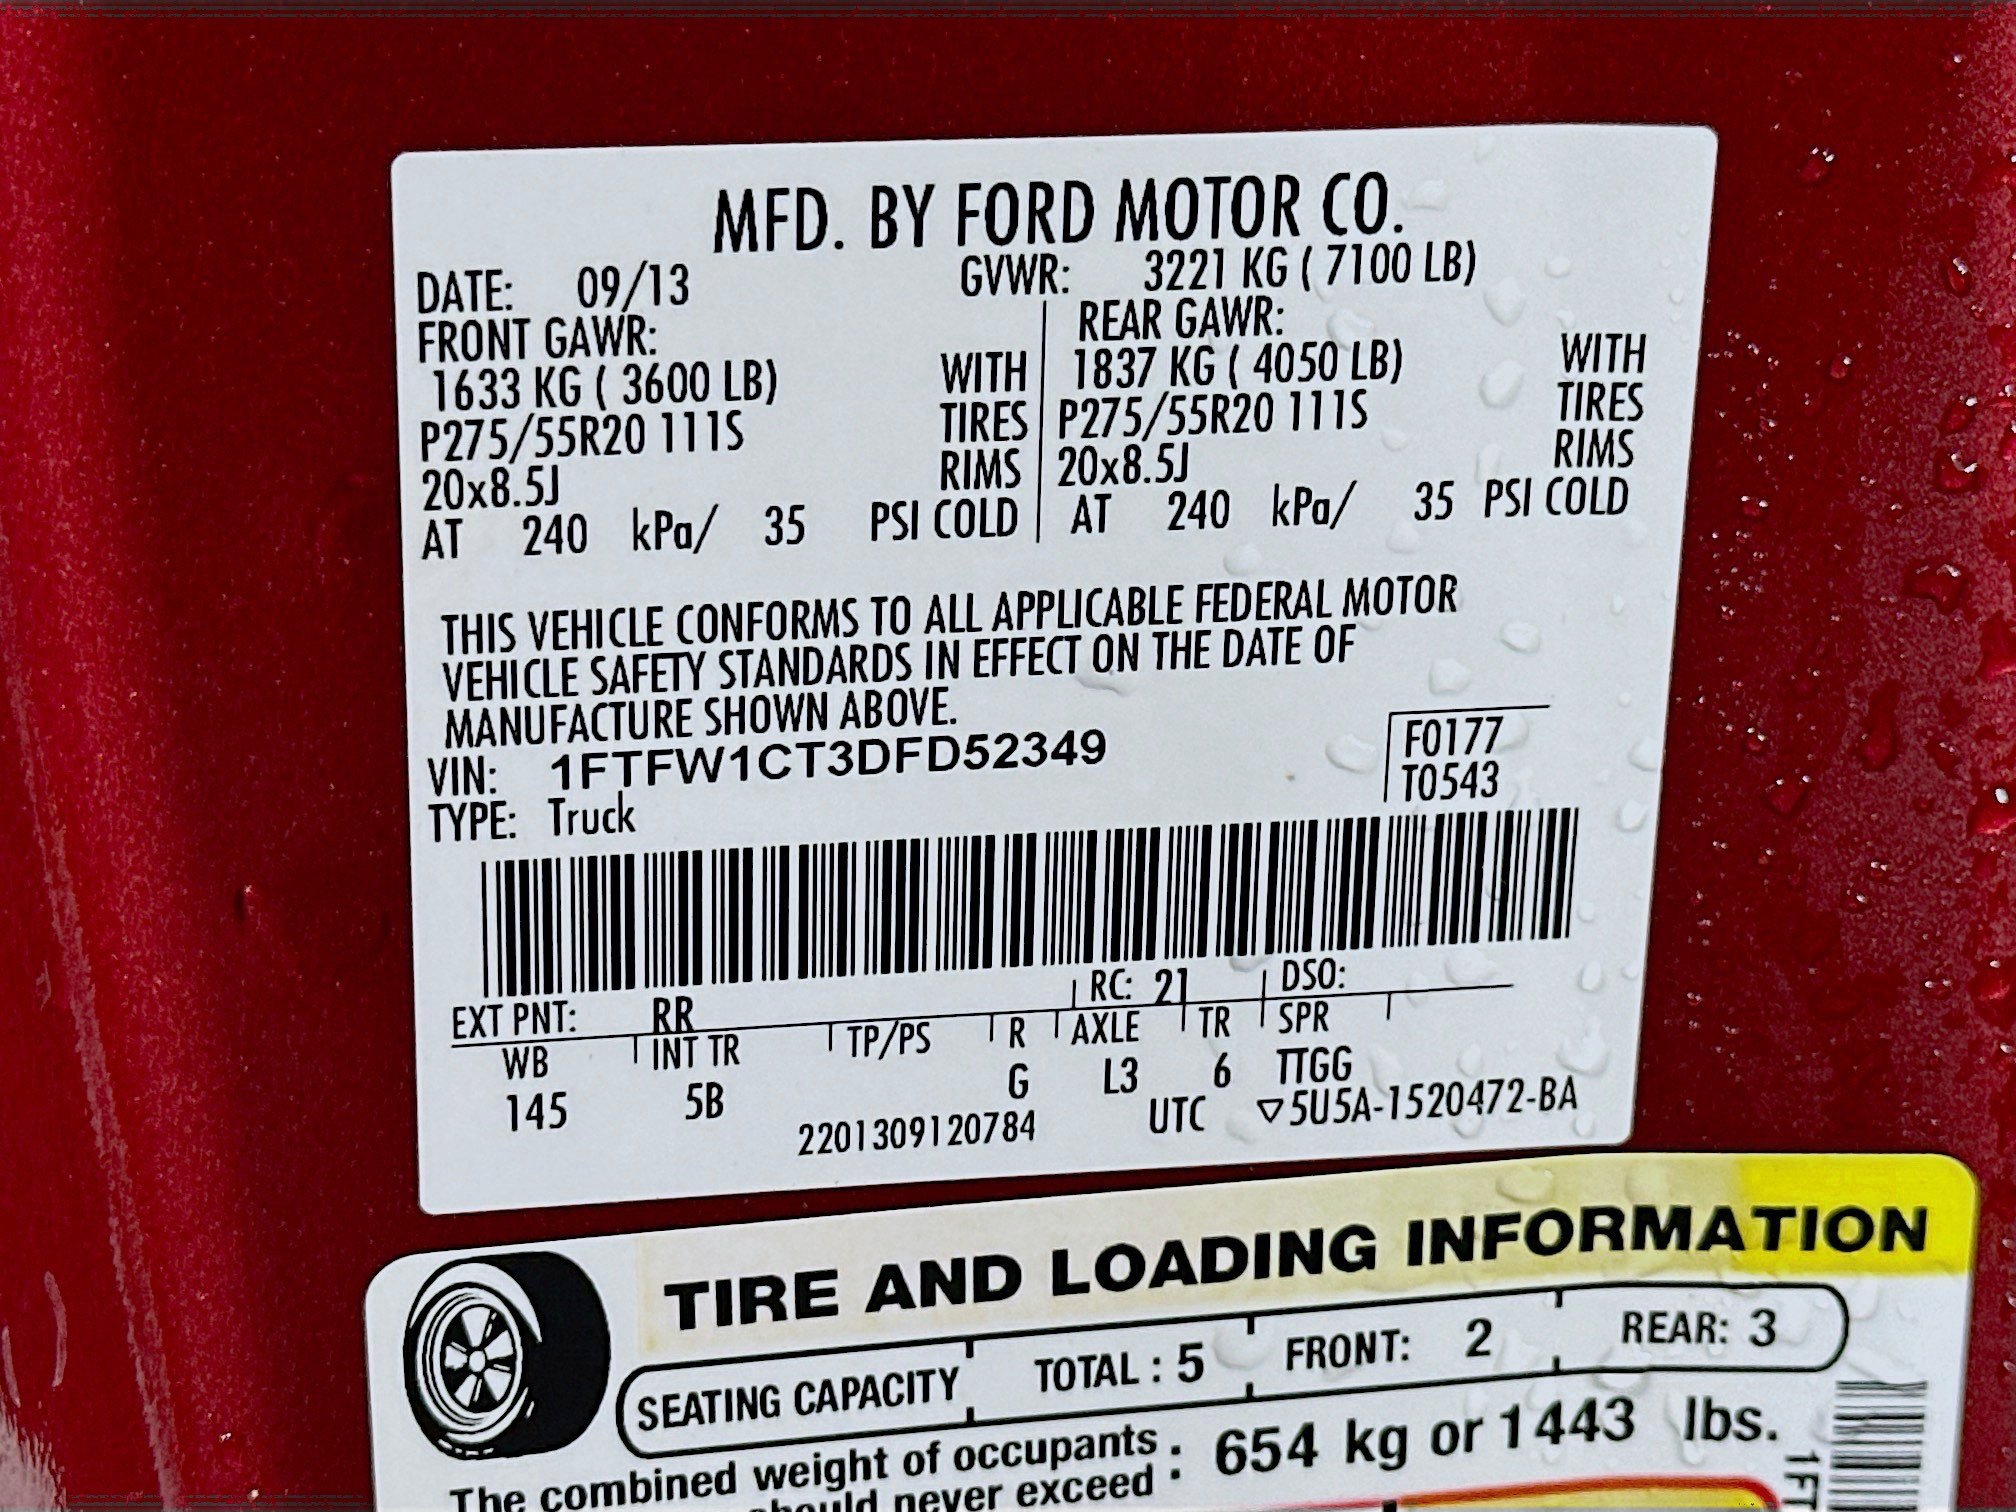 MFD. BY FORD MOTOR CO.
DATE: 09/13 GVWR: 3221 KG ( 7100 LB)
FRONT GAWR: REAR GAWR:
1633 KG ( 3600 LB) WITH 1837 KG ( 4050 LB) WITH
P275/55R20 111S TIRES P275/55R20 111S TIRES
20x8.5J RIMS 20x8.5J RIMS
AT 240 kPa/ 35 PSI COLD AT 240 kPa/ 35 PSI COLD
THIS VEHICLE CONFORMS TO ALL APPLICABLE FEDERAL MOTOR
VEHICLE SAFETY STANDARDS IN EFFECT ON THE DATE OF
MANUFACTURE SHOWN ABOVE.
VIN: 1FTFW1CT3DFD52349 F0177
TYPE: Truck T0543
EXT PNT: RR RC: 21 DSO:
WB INT TR TP/PS R AXLE TR SPR
145 5B G L3 6 TTGG
2201309120784 UTC ▽5U5A-1520472-BA
TIRE AND LOADING INFORMATION
SEATING CAPACITY TOTAL : 5 FRONT: 2 REAR: 3
The combined weight of occupants : 654 kg or 1443 lbs.
should never exceed :
1FT